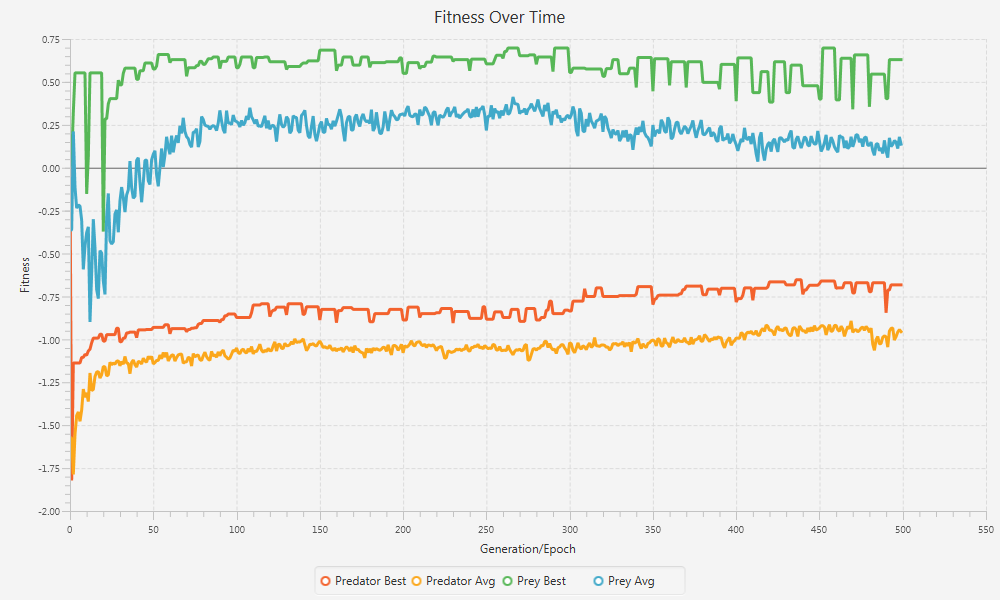 Fitness Over Time
0.75
0.50
0.25
0.00
-0.25
-0.50
-0.75
-1.00
-1.25
-1.50
-1.75
-2.00
Fitness
0 50 100 150 200 250 300 350 400 450 500 550
Generation/Epoch
Predator Best Predator Avg Prey Best Prey Avg